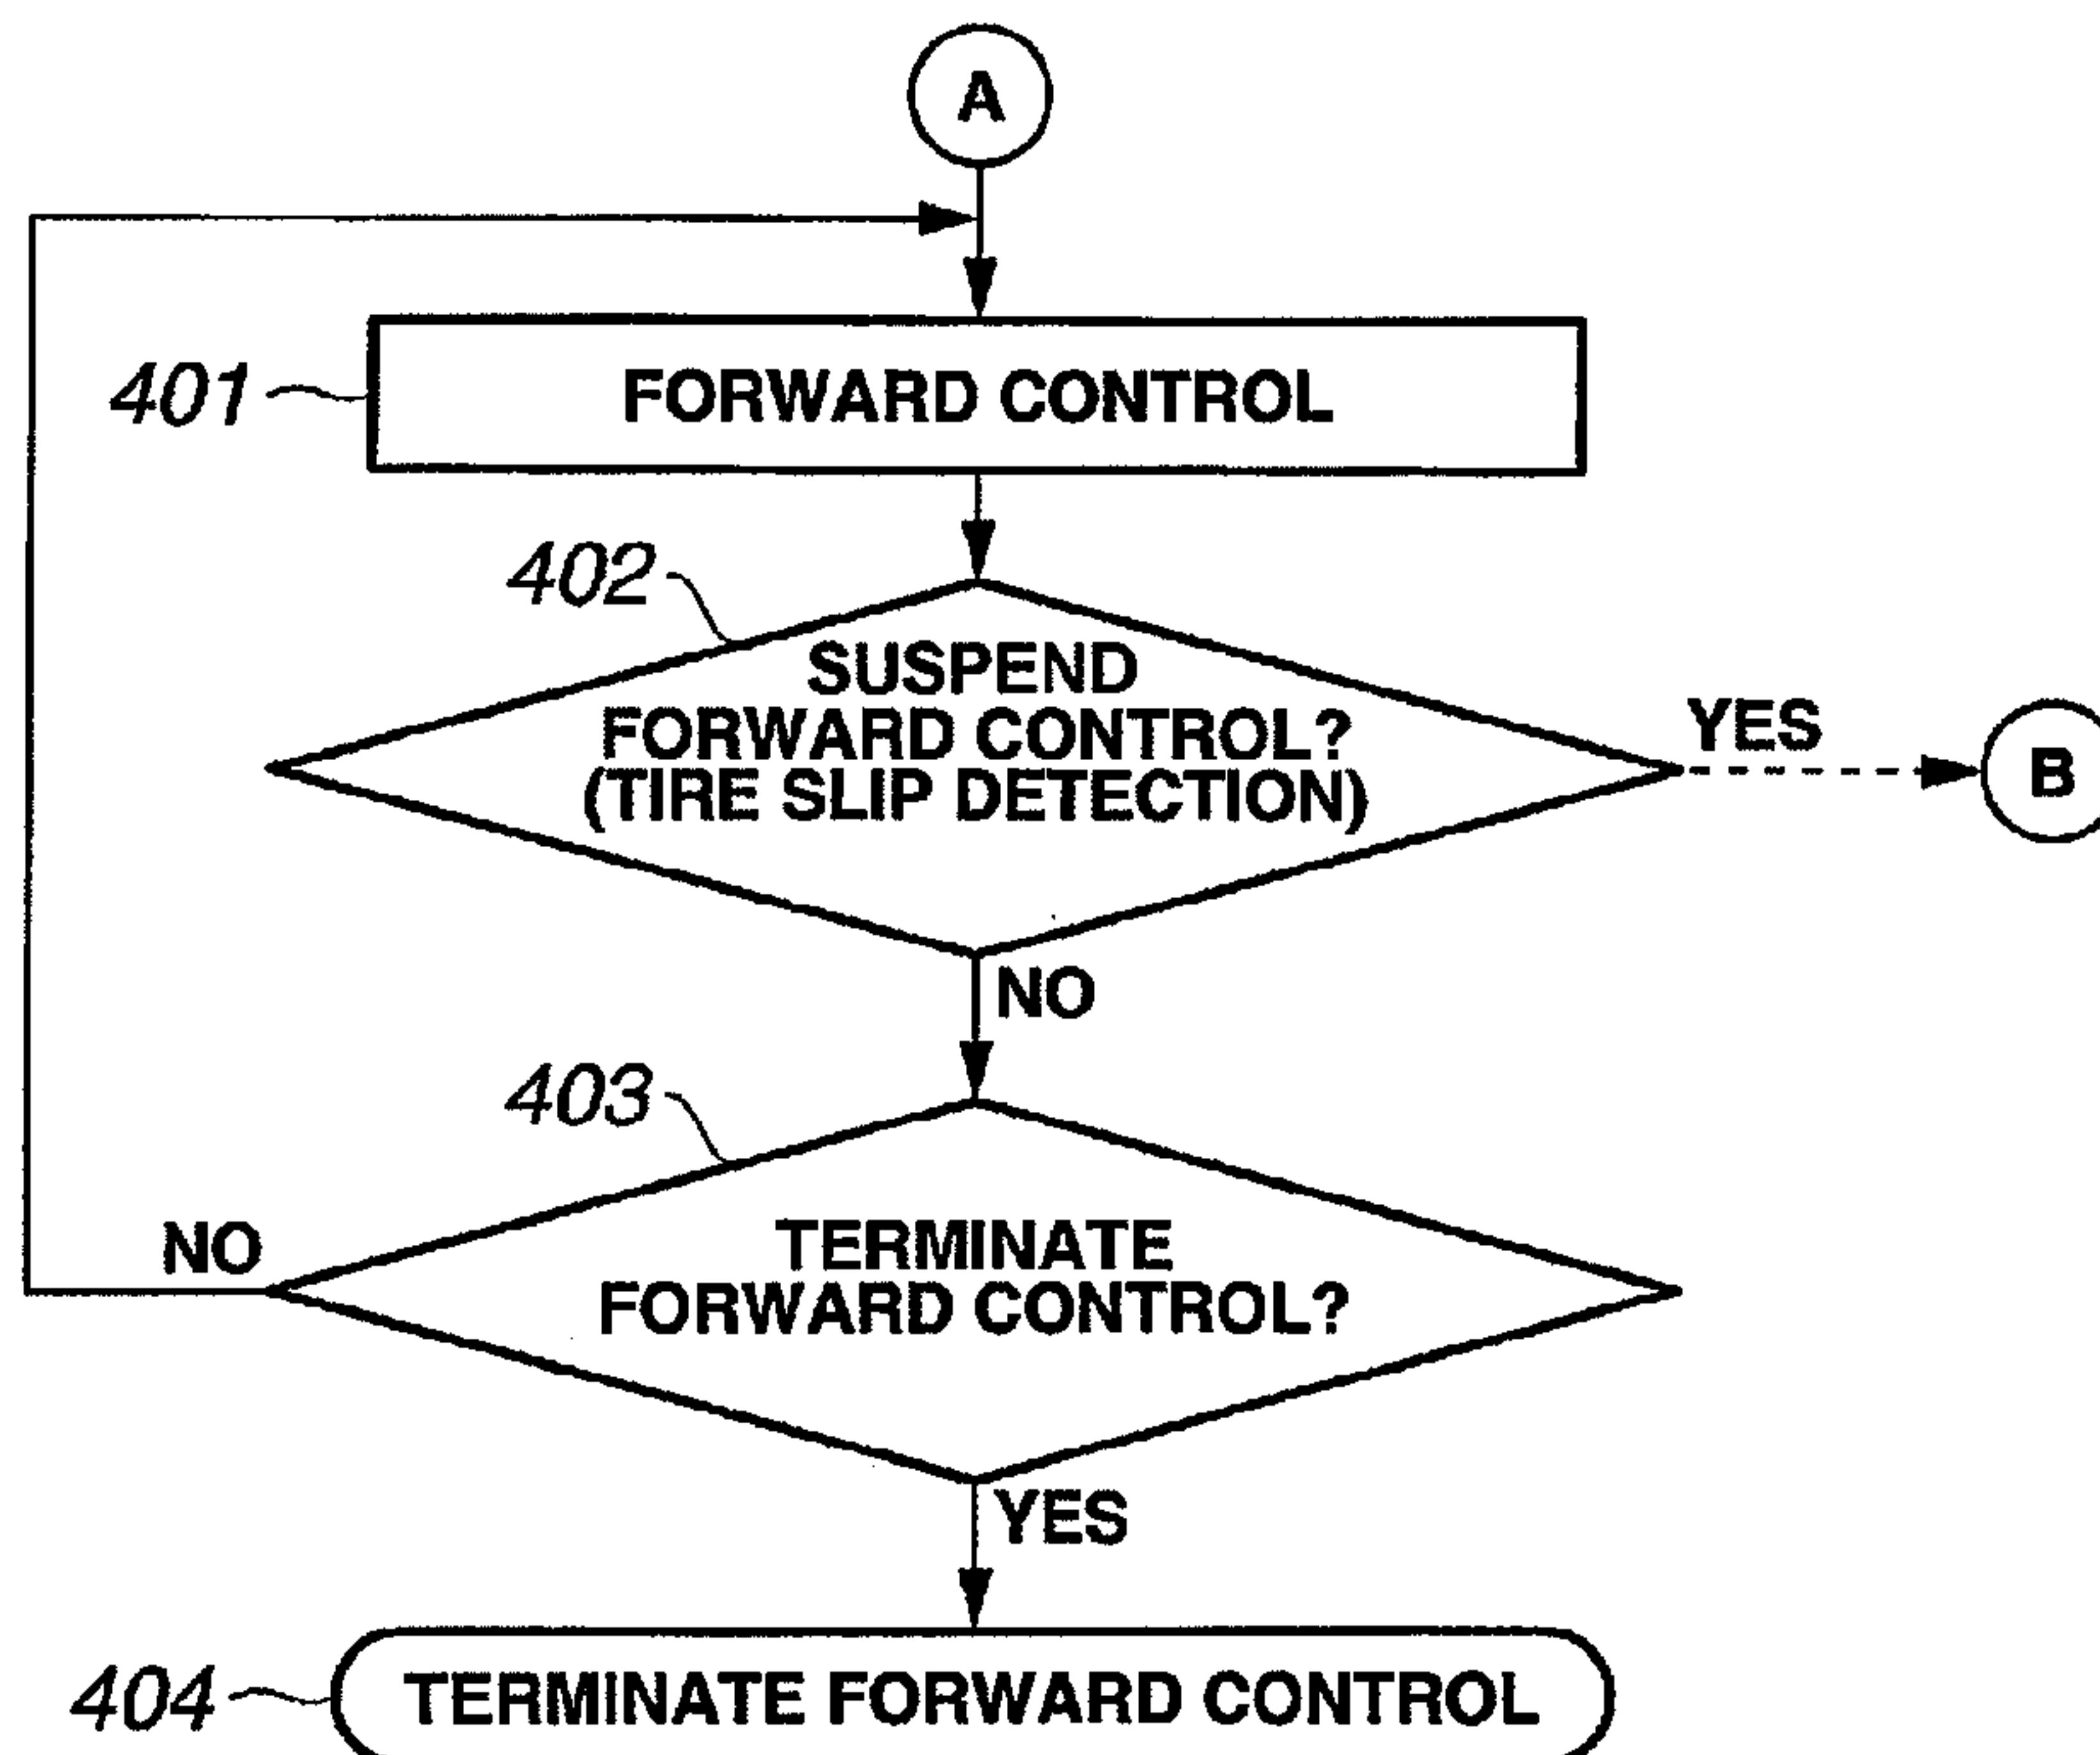 A
401
FORWARD CONTROL
402
SUSPEND
FORWARD CONTROL?
(TIRE SLIP DETECTION)
YES
B
NO
403
TERMINATE
FORWARD CONTROL?
NO
YES
404
TERMINATE FORWARD CONTROL